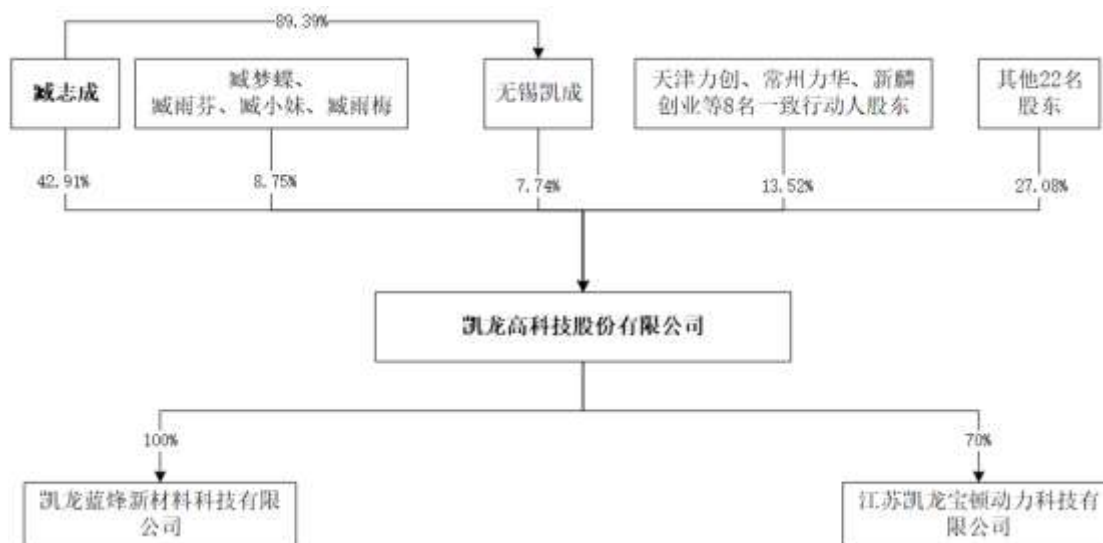 89.39%
臧志成
臧梦蝶、
臧雨芬、臧小妹、臧雨梅
无锡凯成
天津力创、常州力华、新麟
创业等8名一致行动人股东
其他22名
股东
42.91%
8.75%
7.74%
13.52%
27.08%
凯龙高科技股份有限公司
100%
70%
凯龙蓝烽新材料科技有限
公司
江苏凯龙宝顿动力科技有
限公司